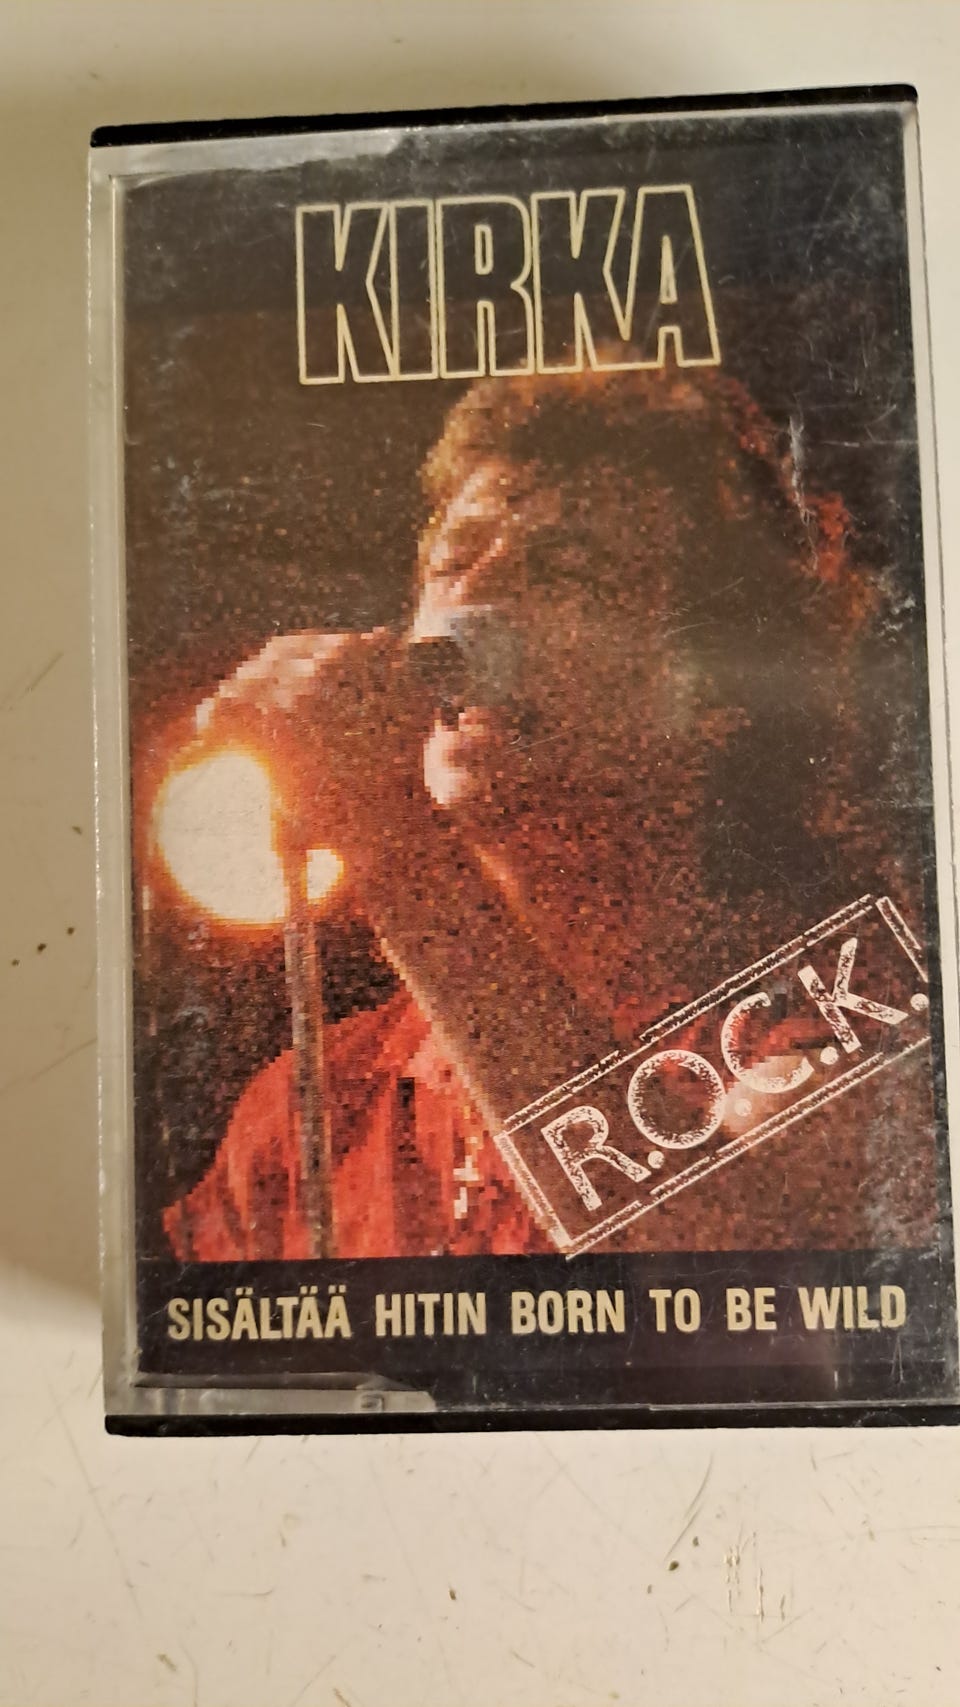 KIRKA
R.O.C.K.
SISÄLTÄÄ HITIN BORN TO BE WILD